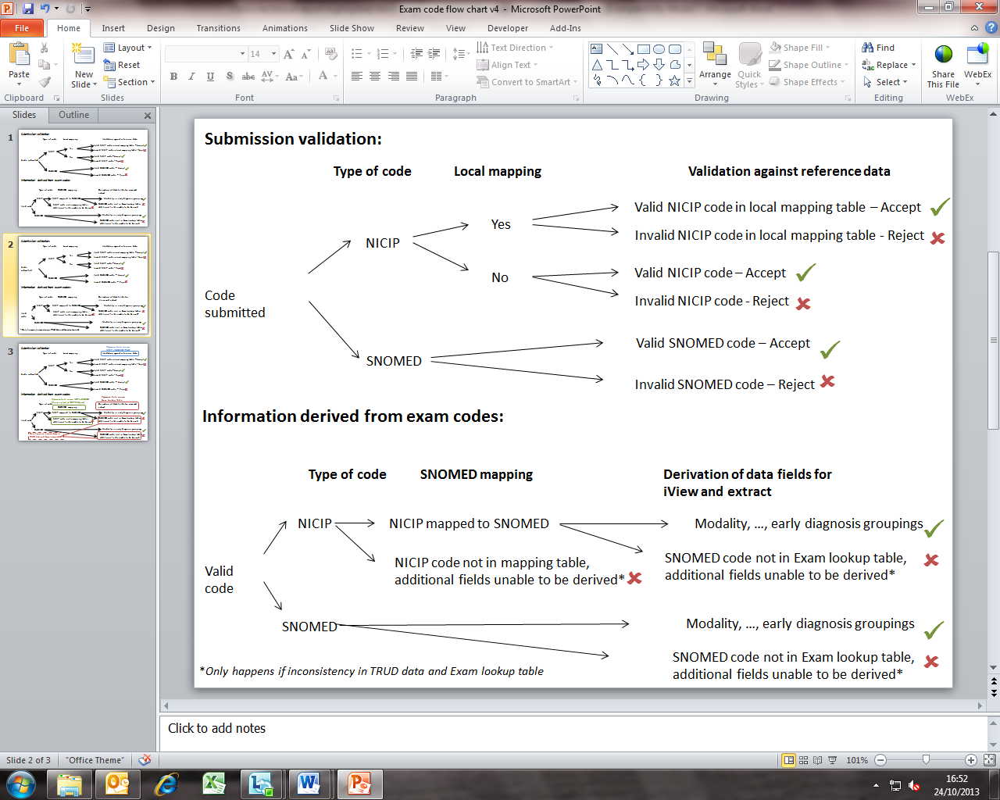 Exam code flow chart v4 - Microsoft PowerPoint
File Home Insert Design Transitions Animations Slide Show Review View Developer Add-Ins
Paste
Clipboard
New
Slide
Layout
Reset
Section
Slides
14
B I U S abc AV Aa A
Font
Text Direction
Align Text
Convert to SmartArt
Paragraph
Arrange
Quick
Styles
Shape Fill
Shape Outline
Shape Effects
Drawing
Find
Replace
Select
Editing
Share
This File
WebEx
WebEx
Slides Outline
1
2
3
Submission validation:
Type of code Local mapping Validation against reference data
Code
submitted
NICIP
Yes
Valid NICIP code in local mapping table – Accept
Invalid NICIP code in local mapping table - Reject
No
Valid NICIP code – Accept
Invalid NICIP code - Reject
SNOMED
Valid SNOMED code – Accept
Invalid SNOMED code – Reject
Information derived from exam codes:
Type of code SNOMED mapping Derivation of data fields for
iView and extract
Valid
code
NICIP
NICIP mapped to SNOMED
Modality, ..., early diagnosis groupings
SNOMED code not in Exam lookup table,
additional fields unable to be derived*
NICIP code not in mapping table,
additional fields unable to be derived*
SNOMED
Modality, ..., early diagnosis groupings
SNOMED code not in Exam lookup table,
additional fields unable to be derived*
*Only happens if inconsistency in TRUD data and Exam lookup table
Click to add notes
Slide 2 of 3 "Office Theme" 101%
16:52
24/10/2013